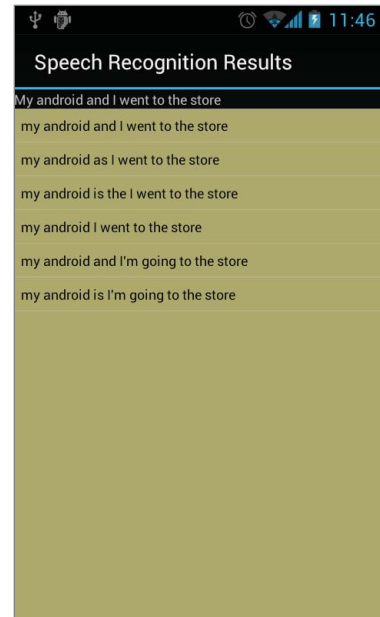 11:46
Speech Recognition Results
My android and I went to the store
my android and I went to the store
my android as I went to the store
my android is the I went to the store
my android I went to the store
my android and I'm going to the store
my android is I'm going to the store